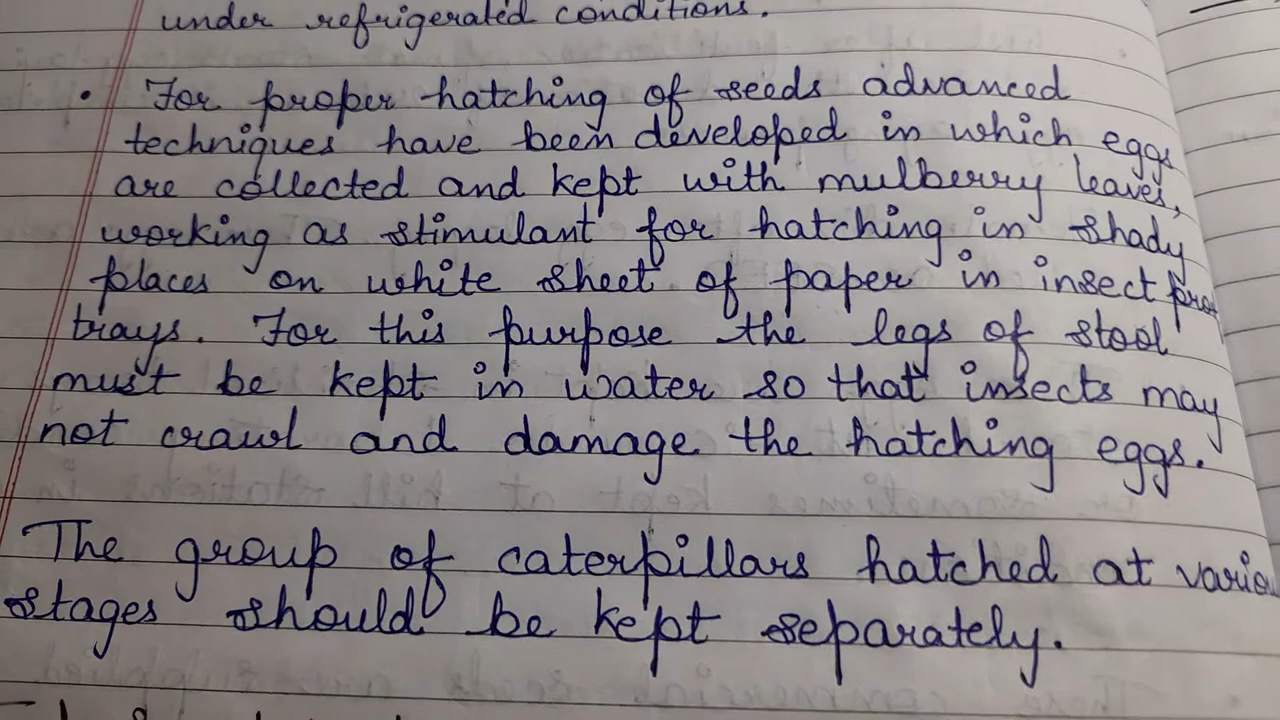 under refrigerated conditions.
• For proper hatching of seeds advanced
techniques have been developed in which eggs
are collected and kept with mulberry leaves,
working as stimulant for hatching in shady
places on white sheet of paper in insect
trays. For this purpose the legs of stool
must be kept in water so that insects may
not crawl and damage the hatching eggs.
The group of caterpillars hatched at
stages should be kept separately.